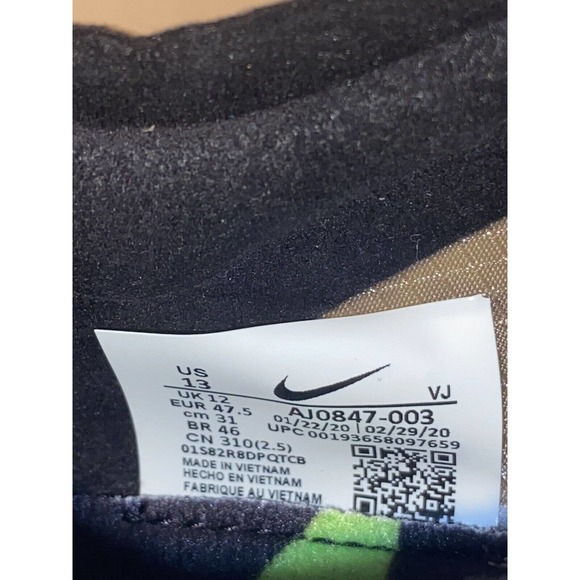 US
13
UK 12
EUR 47.5
cm 31
BR 46
CN 310(2.5)
01S82R8DPQTCB
MADE IN VIETNAM
HECHO EN VIETNAM
FABRIQUE AU VIETNAM
VJ
AJ0847-003
01/22/20 | 02/29/20
UPC 00193658097659